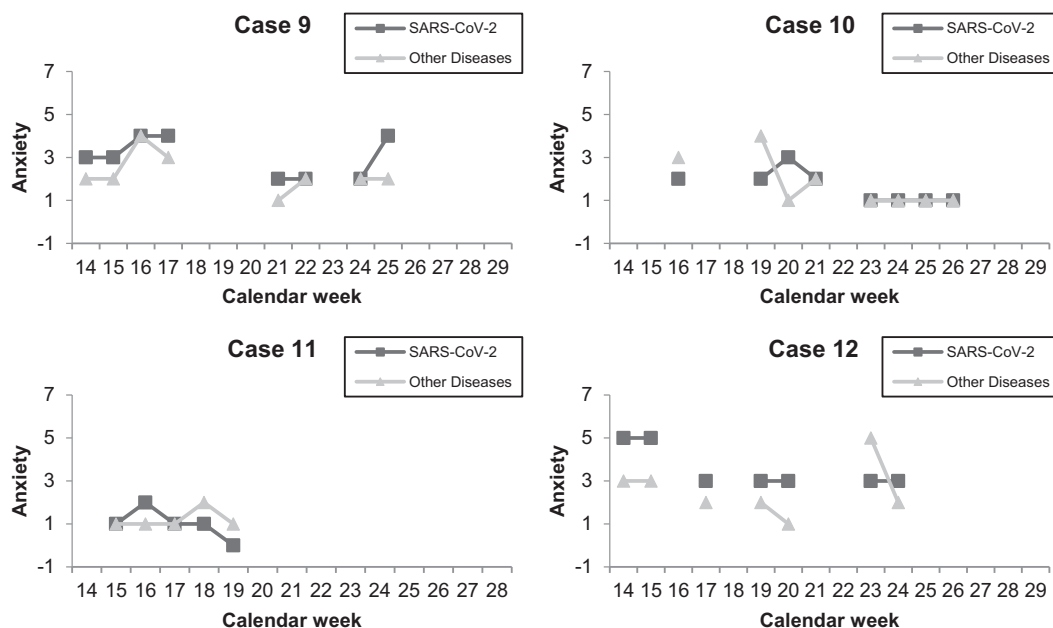 Case 9
SARS-CoV-2
Other Diseases
7
5
3
1
-1
Anxiety
14 15 16 17 18 19 20 21 22 23 24 25 26 27 28 29
Calendar week
Case 10
SARS-CoV-2
Other Diseases
7
5
3
1
-1
Anxiety
14 15 16 17 18 19 20 21 22 23 24 25 26 27 28 29
Calendar week
Case 11
SARS-CoV-2
Other Diseases
7
5
3
1
-1
Anxiety
14 15 16 17 18 19 20 21 22 23 24 25 26 27 28
Calendar week
Case 12
SARS-CoV-2
Other Diseases
7
5
3
1
-1
Anxiety
14 15 16 17 18 19 20 21 22 23 24 25 26 27 28 29
Calendar week